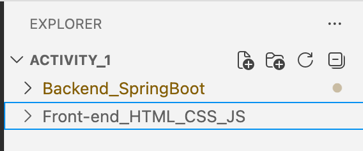 EXPLORER
ACTIVITY_1
Backend_SpringBoot
Front-end_HTML_CSS_JS